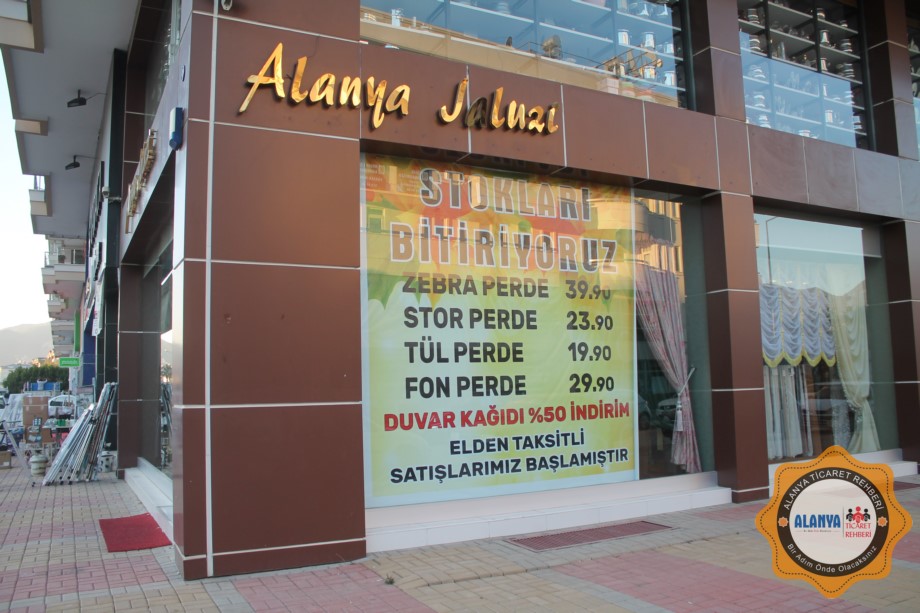 Alanya Jaluzi
STOKLARI
BİTİRİYORUZ
ZEBRA PERDE 39.90
STOR PERDE 23.90
TÜL PERDE 19.90
FON PERDE 29.90
DUVAR KAĞIDI %50 İNDİRİM
ELDEN TAKSİTLİ
SATIŞLARIMIZ BAŞLAMIŞTIR
ALANYA TİCARET REHBERİ
ALANYA TİCARET
REHBERİ
Bir Adım Önde Olacaksınız